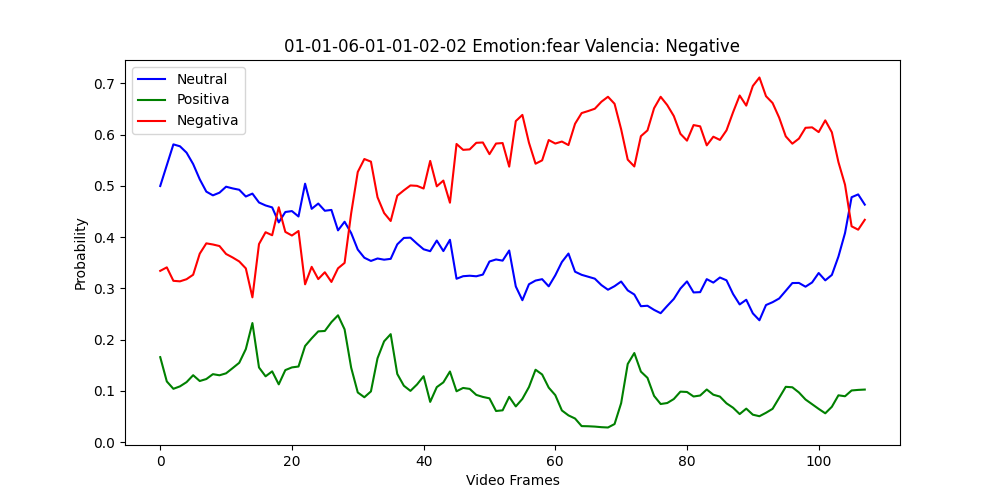 01-01-06-01-01-02-02 Emotion:fear Valencia: Negative
Neutral
Positiva
Negativa
Probability
0.7
0.6
0.5
0.4
0.3
0.2
0.1
0.0
0 20 40 60 80 100
Video Frames